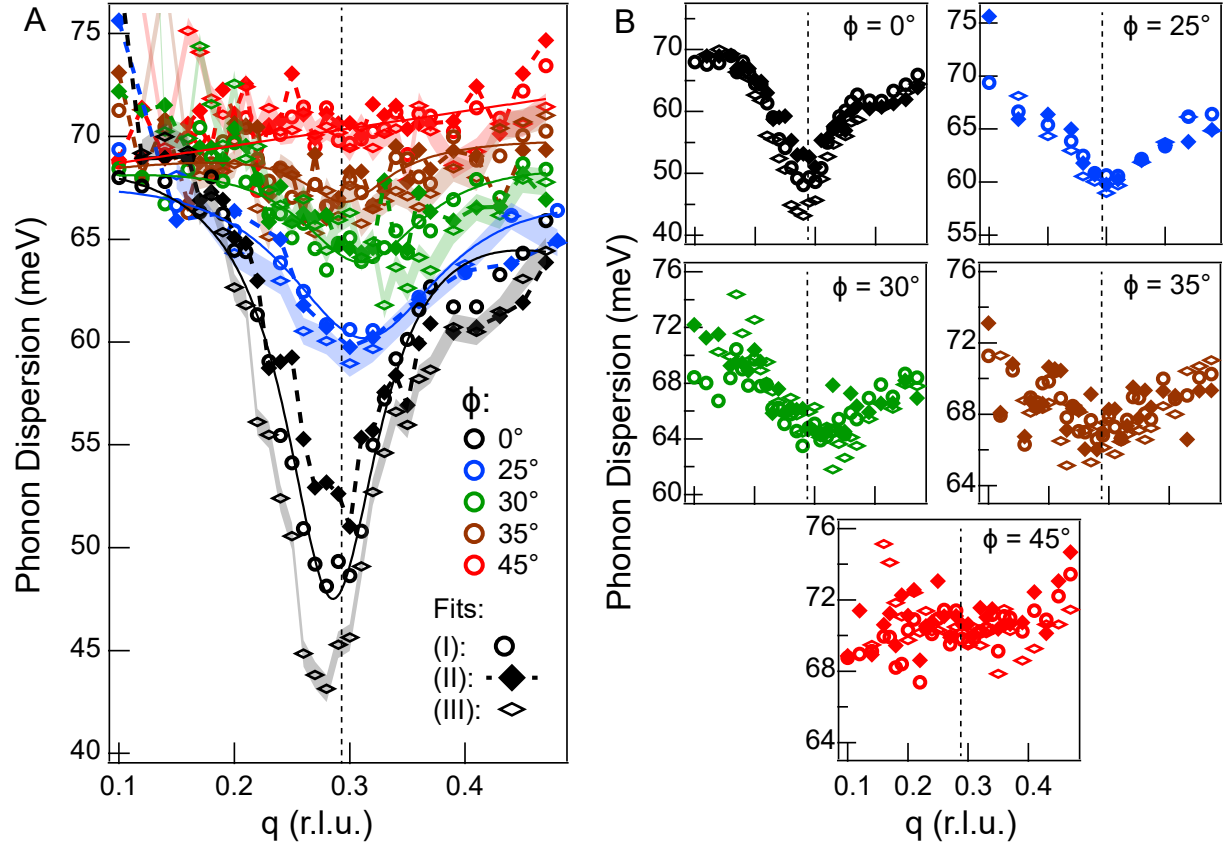 A
Phonon Dispersion (meV)
75
70
65
60
55
50
45
40
0.1 0.2 0.3 0.4
q (r.l.u.)
ϕ:
0°
25°
30°
35°
45°
Fits:
(I):
(II):
(III):
B
Phonon Dispersion (meV)
ϕ = 0°
70
60
50
40
ϕ = 25°
75
70
65
60
55
ϕ = 30°
76
72
68
64
60
ϕ = 35°
76
72
68
64
ϕ = 45°
76
72
68
64
0.1 0.2 0.3 0.4
q (r.l.u.)